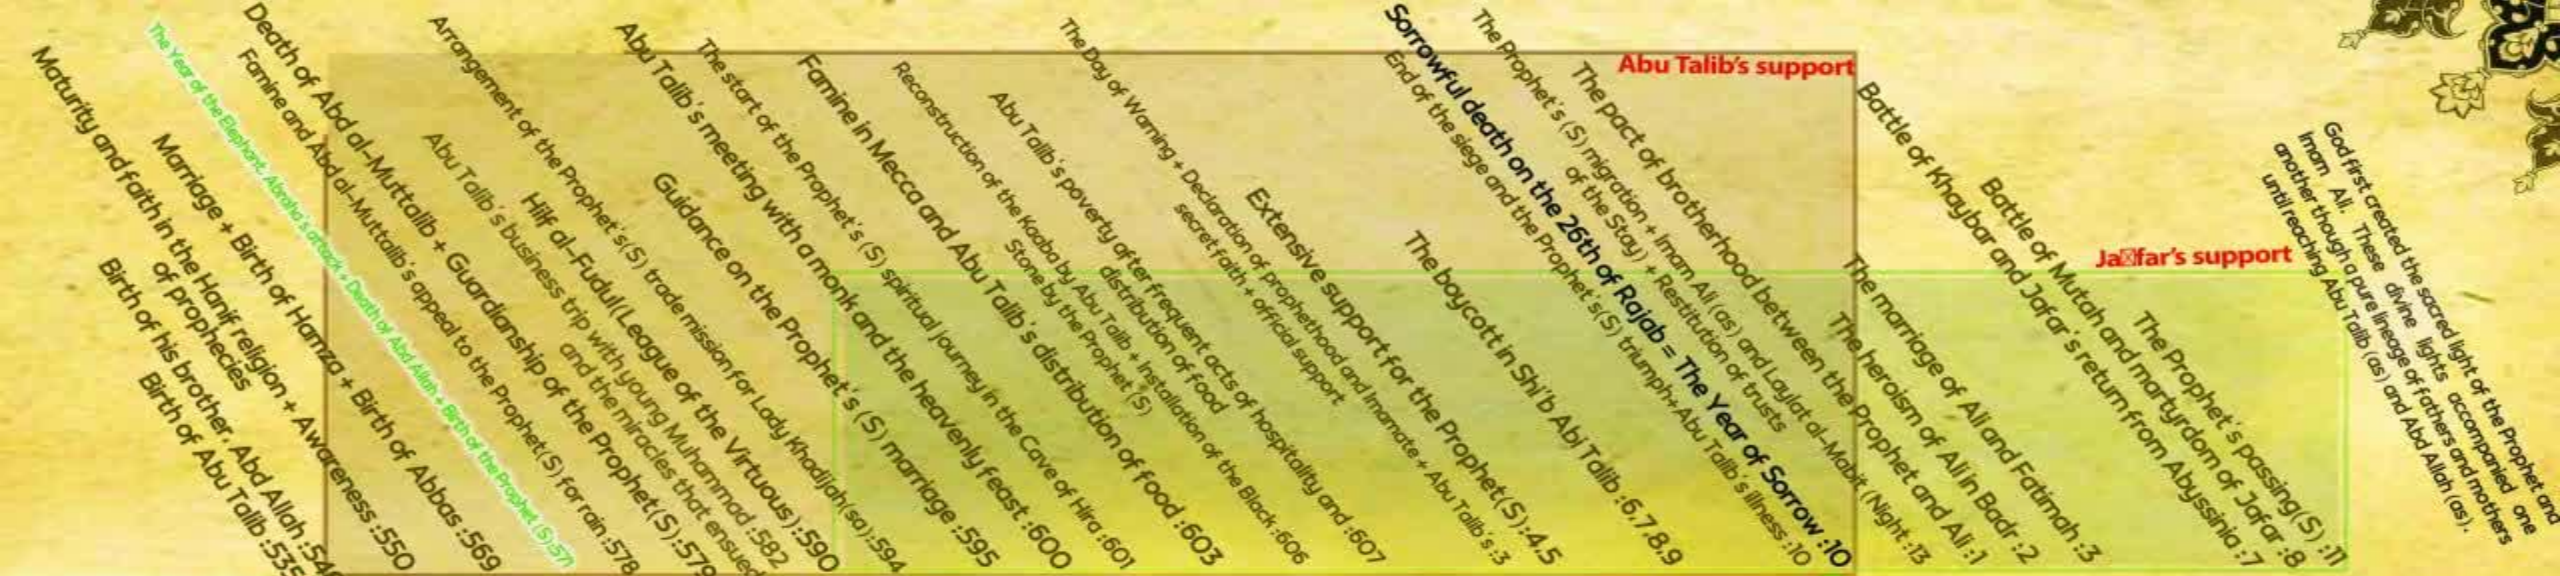 Birth of Abu Talib :535
Birth of his brother, Abd Allah :546
Maturity and faith in the Hanif religion + Awareness :550
of prophecies
Marriage + Birth of Hamza + Birth of Abbas :569
The Year of the Elephant, Abraha's attack + Death of Abd Allah + Birth of the Prophet (S):571
Famine and Abd al-Muttalib's appeal to the Prophet(S) for rain :578
Death of Abd al-Muttalib + Guardianship of the Prophet(S) :579
Abu Talib's business trip with young Muhammad :582
and the miracles that ensued
Hilf al-Fudul(League of the Virtuous) :590
Arrangement of the Prophet's(S) trade mission for Lady Khadijah(sa) :594
Guidance on the Prophet's (S) marriage :595
Abu Talib's meeting with a monk and the heavenly feast :600
The start of the Prophet's (S) spiritual journey in the Cave of Hira :601
Famine in Mecca and Abu Talib's distribution of food :603
Reconstruction of the Kaaba by Abu Talib + Installation of the Black :606
Stone by the Prophet (S)
Abu Talib's poverty after frequent acts of hospitality and :607
distribution of food
The Day of Warning + Declaration of prophethood and Imamate + Abu Talib's :3
secret faith + official support
Extensive support for the Prophet(S) :4.5
The boycott in Shi'b Abi Talib :6.7.8.9
End of the siege and the Prophet's(S) triumph+ Abu Talib's illness :10
Sorrowful death on the 26th of Rajab = The Year of Sorrow :10
The Prophet's (S) migration + Imam Ali (as) and Laylat al-Mabit (Night :13
of the Stay) + Restitution of trusts
The pact of brotherhood between the Prophet and Ali :1
The heroism of Ali in Badr :2
The marriage of Ali and Fatimah :3
Battle of Khaybar and Jafar's return from Abyssinia :7
Battle of Mutah and martyrdom of Jafar :8
The Prophet's passing(S) :11
Abu Talib's support
Ja far's support
God first created the sacred light of the Prophet and
Imam Ali. These divine lights accompanied one
another though a pure lineage of fathers and mothers
until reaching Abu Talib (as) and Abd Allah (as).